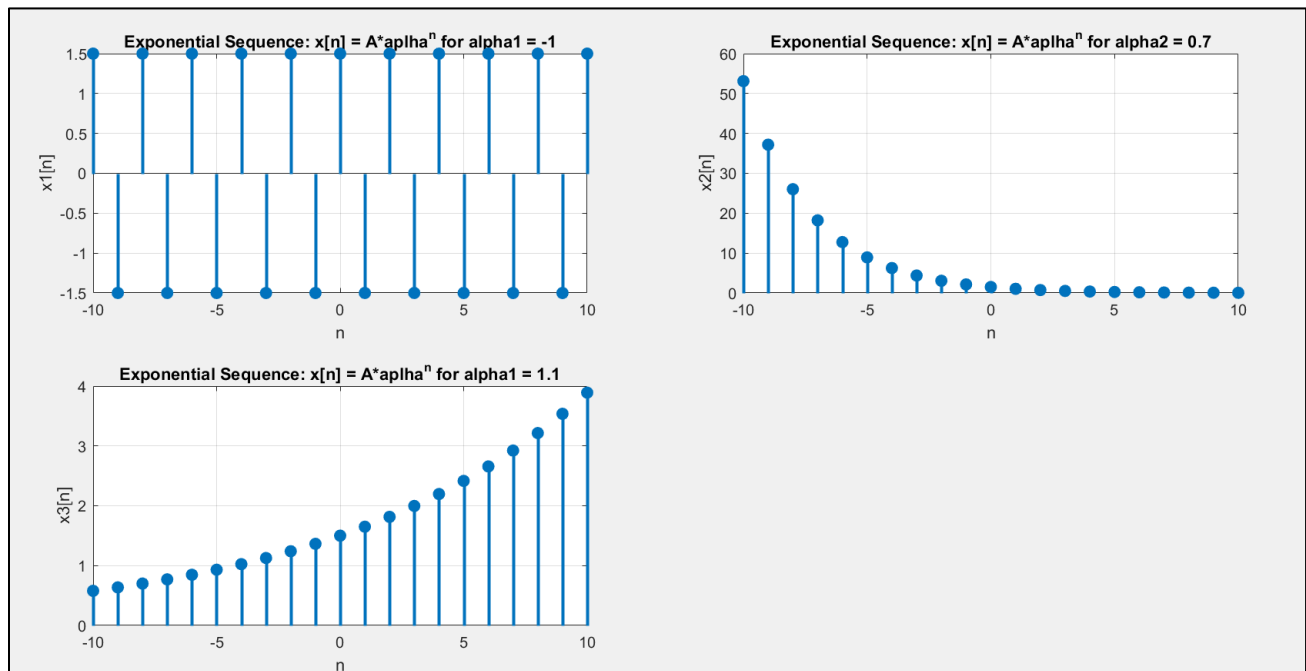 Exponential Sequence: x[n] = A*aplha^n for alpha1 = -1
1.5
1
0.5
0
-0.5
-1
-1.5
x1[n]
-10 -5 0 5 10
n
Exponential Sequence: x[n] = A*aplha^n for alpha2 = 0.7
60
50
40
30
20
10
0
x2[n]
-10 -5 0 5 10
n
Exponential Sequence: x[n] = A*aplha^n for alpha1 = 1.1
4
3
2
1
0
x3[n]
-10 -5 0 5 10
n